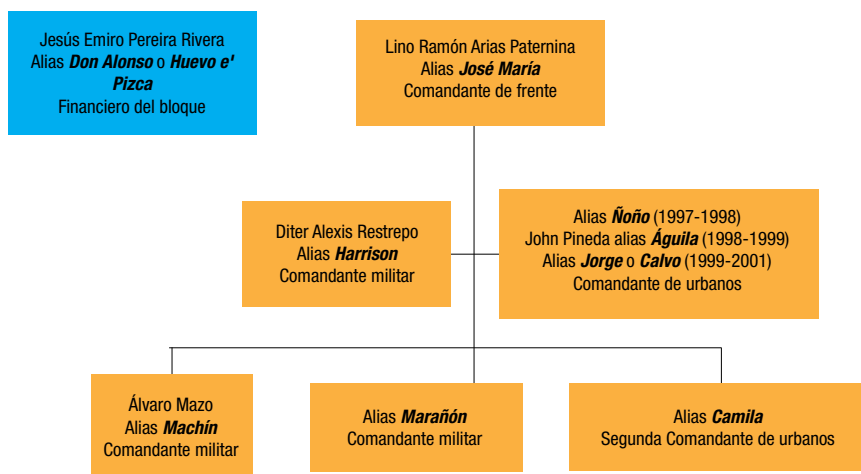 Jesús Emiro Pereira Rivera
Alias Don Alonso o Huevo e'
Pizca
Financiero del bloque
Lino Ramón Arias Paternina
Alias José María
Comandante de frente
Diter Alexis Restrepo
Alias Harrison
Comandante militar
Alias Ñoño (1997-1998)
John Pineda alias Águila (1998-1999)
Alias Jorge o Calvo (1999-2001)
Comandante de urbanos
Álvaro Mazo
Alias Machín
Comandante militar
Alias Marañón
Comandante militar
Alias Camila
Segunda Comandante de urbanos